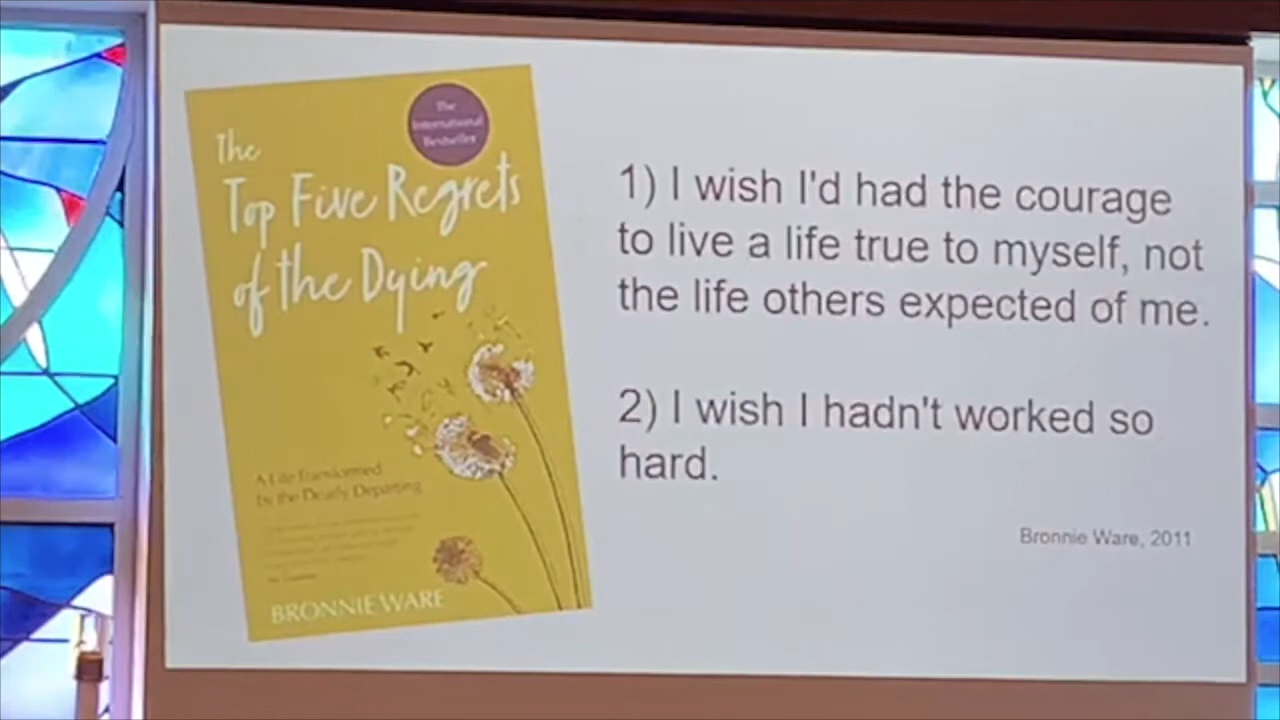 The
Top Five Regrets
of the Dying
The
International
Bestseller
A Life Transformed
by the Dearly Departing
BRONNIE WARE
1) I wish I'd had the courage
to live a life true to myself, not
the life others expected of me.
2) I wish I hadn't worked so
hard.
Bronnie Ware, 2011